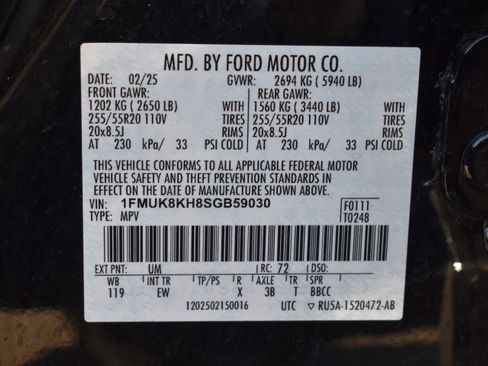 MFD. BY FORD MOTOR CO.
DATE: 02/25 GVWR: 2694 KG ( 5940 LB)
FRONT GAWR: REAR GAWR:
1202 KG ( 2650 LB) WITH 1560 KG ( 3440 LB) WITH
255/55R20 110V TIRES 255/55R20 110V TIRES
20x8.5J RIMS 20x8.5J RIMS
AT 230 kPa/ 33 PSI COLD AT 230 kPa/ 33 PSI COLD
THIS VEHICLE CONFORMS TO ALL APPLICABLE FEDERAL MOTOR
VEHICLE SAFETY AND THEFT PREVENTION STANDARDS IN
EFFECT ON THE DATE OF MANUFACTURE SHOWN ABOVE.
VIN: 1FMUK8KH8SGB59030 F0111
TYPE: MPV T0248
EXT PNT: UM RC: 72 DSO:
WB INT TR TP/PS R AXLE TR SPR
119 EW X 3B T BBCC
1202502150016 UTC RU5A-1520472-AB